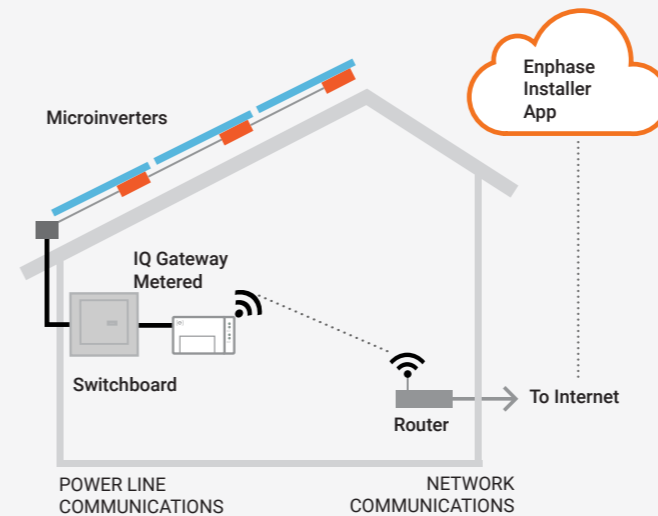 Enphase
Installer
App
Microinverters
IQ Gateway
Metered
Switchboard
To Internet
Router
POWER LINE
COMMUNICATIONS
NETWORK
COMMUNICATIONS